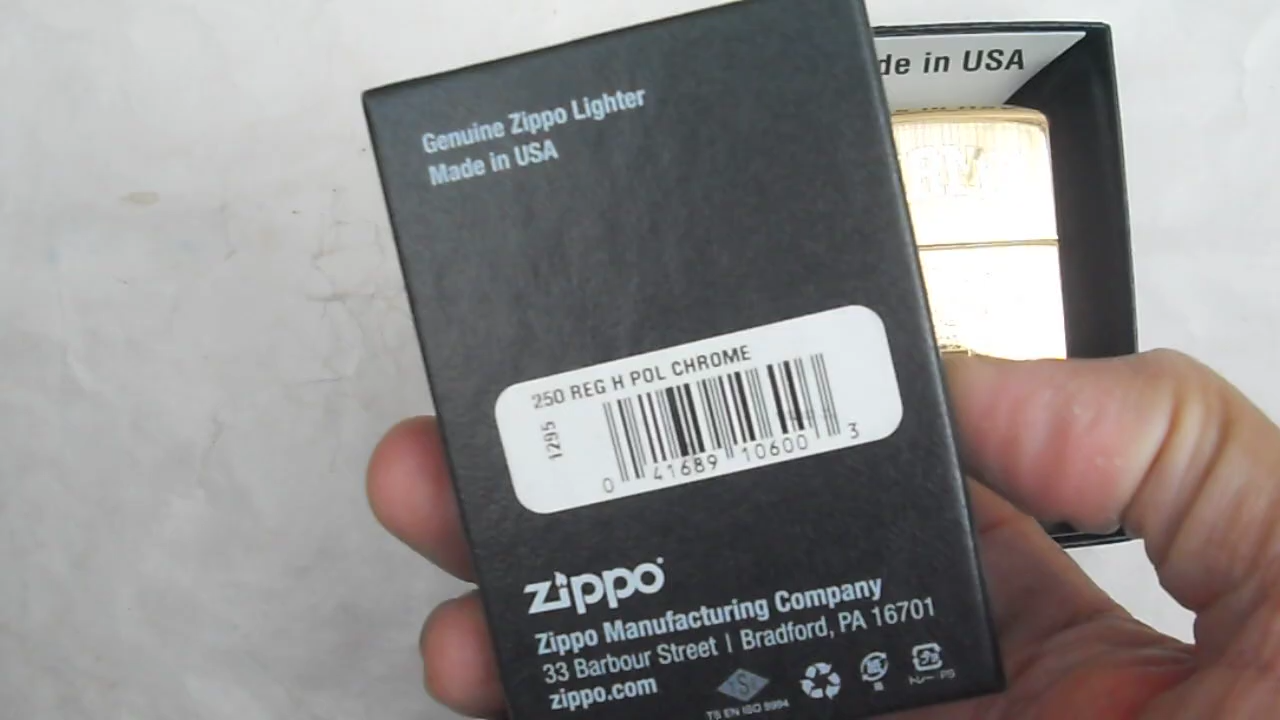 Genuine Zippo Lighter
Made in USA
de in USA
250 REG H POL CHROME
1295
0 41689 10600 3
zippo
Zippo Manufacturing Company
33 Barbour Street | Bradford, PA 16701
zippo.com
TS EN ISO 9994